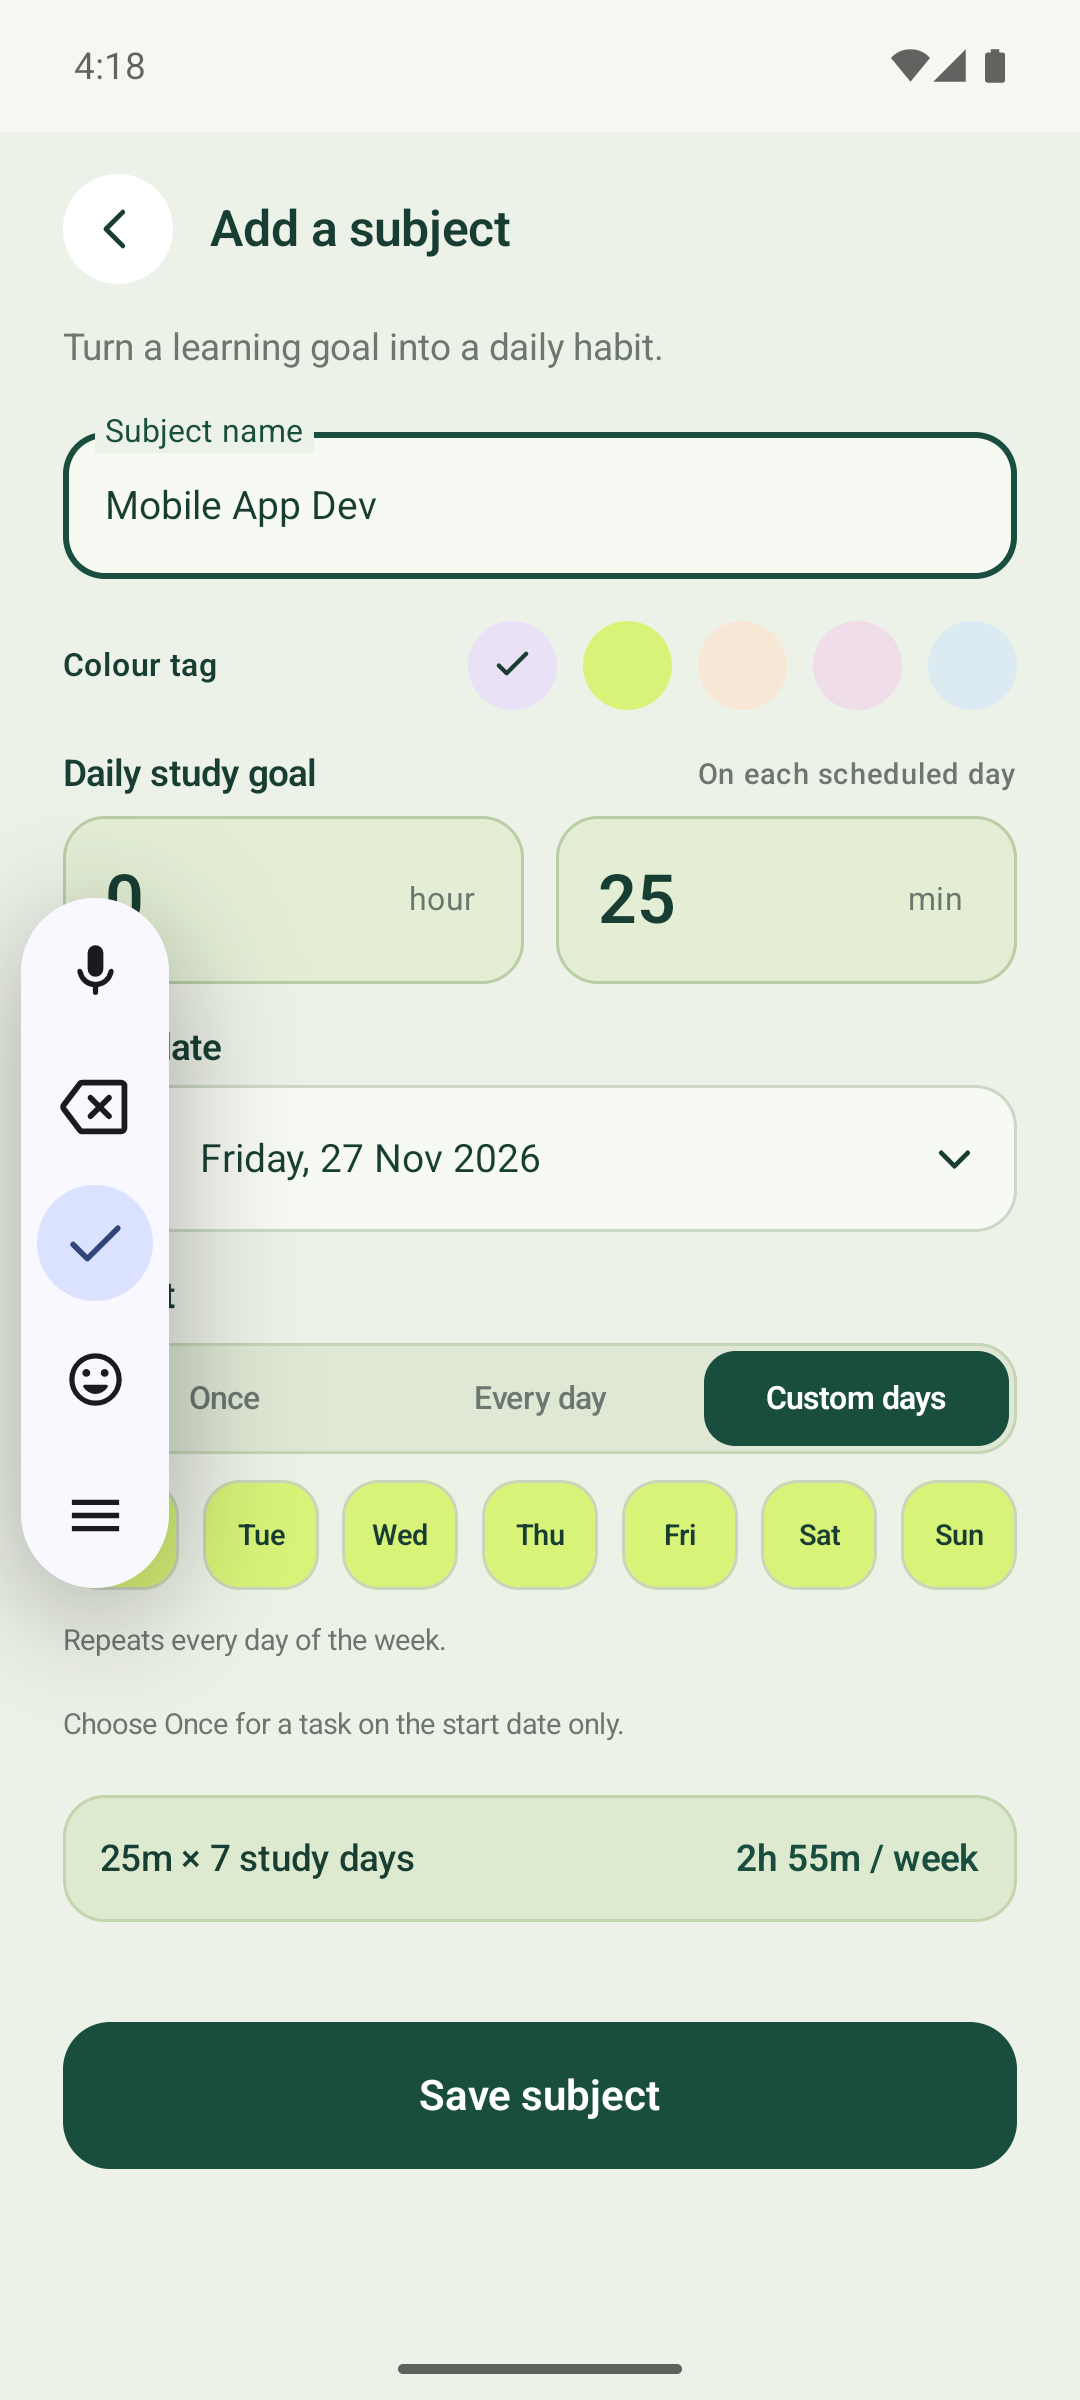 4:18
Add a subject
Turn a learning goal into a daily habit.
Subject name
Mobile App Dev
Colour tag
Daily study goal
On each scheduled day
0 hour
25 min
Friday, 27 Nov 2026
Once
Every day
Custom days
Tue
Wed
Thu
Fri
Sat
Sun
Repeats every day of the week.
Choose Once for a task on the start date only.
25m × 7 study days
2h 55m / week
Save subject